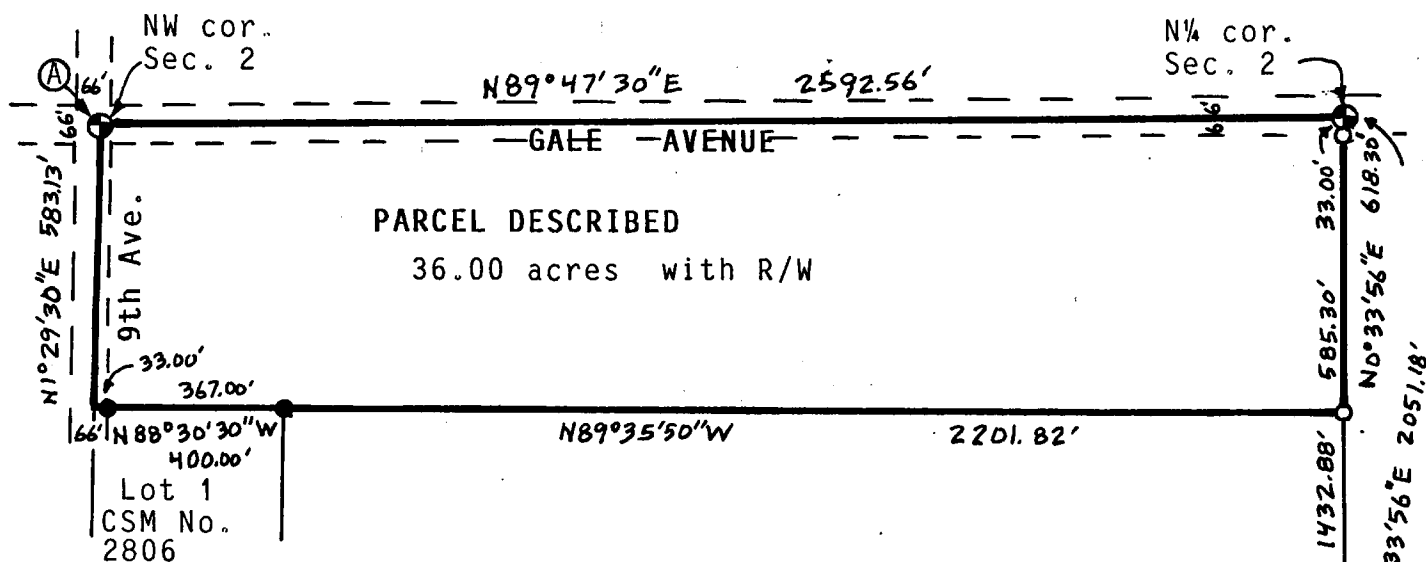 NW cor.
Sec. 2
N¼ cor.
Sec. 2
A
66'
N89°47'30"E 2592.56'
66'
66'
GALE AVENUE
N1°29'30"E 583.13'
9th Ave.
PARCEL DESCRIBED
36.00 acres with R/W
33.00'
618.30'
N0°33'56"E
585.30'
33.00'
367.00'
66'
N88°30'30"W
400.00'
N89°35'50"W 2201.82'
Lot 1
CSM No.
2806
1432.88'
33'56"E 2051.18'